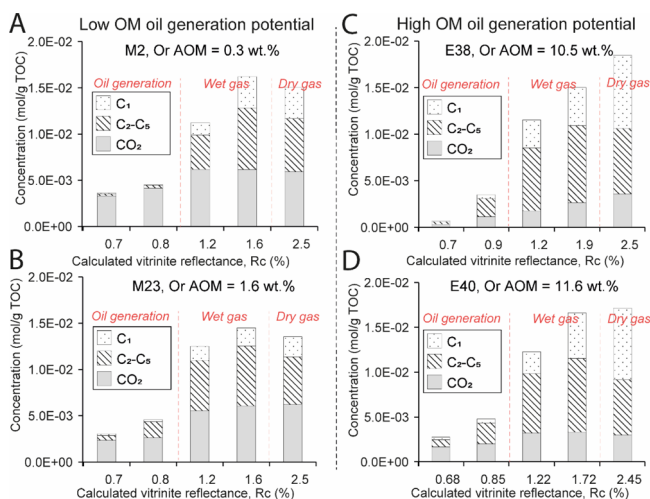 Low OM oil generation potential
High OM oil generation potential
A
M2, Or AOM = 0.3 wt.%
Concentration (mol/g TOC)
2.0E-02
1.5E-02
1.0E-02
5.0E-03
0.0E+00
Oil generation
Wet gas
Dry gas
C₁
C₂–C₅
CO₂
0.7 0.8 1.2 1.6 2.5
Calculated vitrinite reflectance, Rc (%)
B
M23, Or AOM = 1.6 wt.%
Concentration (mol/g TOC)
2.0E-02
1.5E-02
1.0E-02
5.0E-03
0.0E+00
Oil generation
Wet gas
Dry gas
C₁
C₂–C₅
CO₂
0.7 0.8 1.2 1.6 2.5
Calculated vitrinite reflectance, Rc (%)
C
E38, Or AOM = 10.5 wt.%
Concentration (mol/g TOC)
2.0E-02
1.5E-02
1.0E-02
5.0E-03
0.0E+00
Oil generation
Wet gas
Dry gas
C₁
C₂–C₅
CO₂
0.7 0.9 1.2 1.9 2.5
Calculated vitrinite reflectance, Rc (%)
D
E40, Or AOM = 11.6 wt.%
Concentration (mol/g TOC)
2.0E-02
1.5E-02
1.0E-02
5.0E-03
0.0E+00
Oil generation
Wet gas
Dry gas
C₁
C₂–C₅
CO₂
0.68 0.85 1.22 1.72 2.45
Calculated vitrinite reflectance, Rc (%)